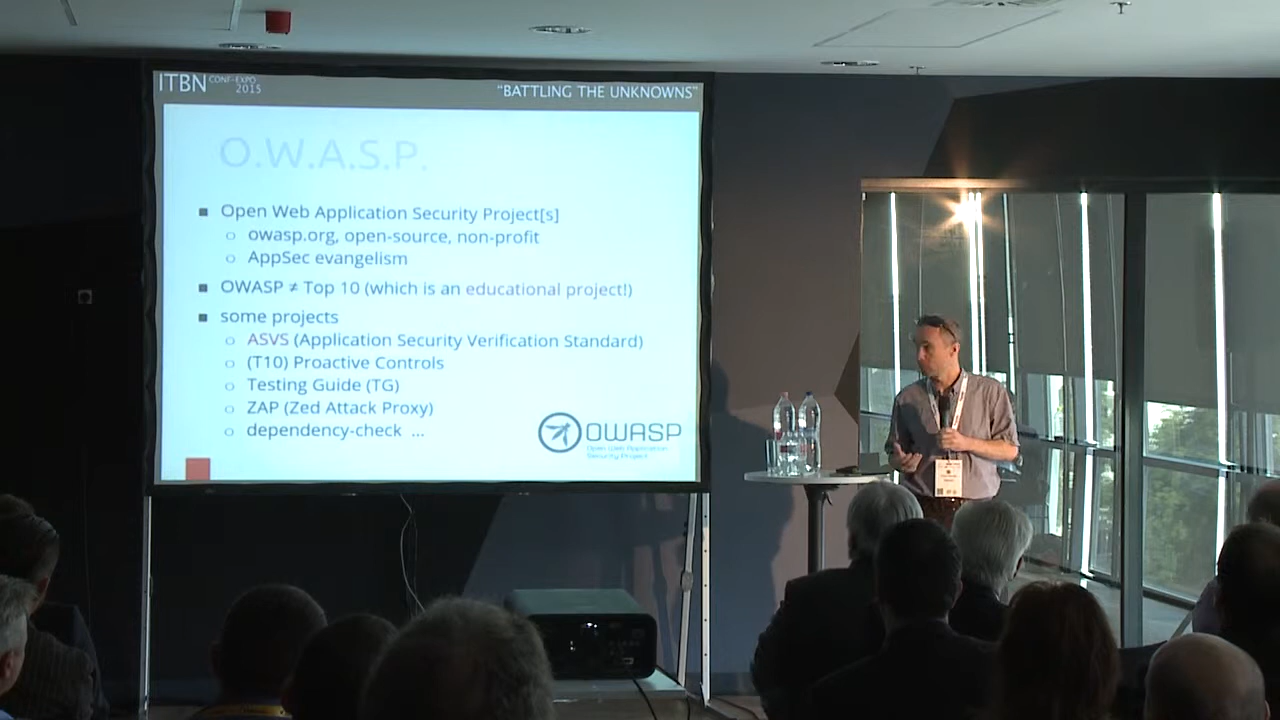 ITBN CONF-EXPO 2015
"BATTLING THE UNKNOWNS"
O.W.A.S.P.
Open Web Application Security Project[s]
owasp.org, open-source, non-profit
AppSec evangelism
OWASP ≠ Top 10 (which is an educational project!)
some projects
ASVS (Application Security Verification Standard)
(T10) Proactive Controls
Testing Guide (TG)
ZAP (Zed Attack Proxy)
dependency-check ...
OWASP
Open Web Application
Security Project